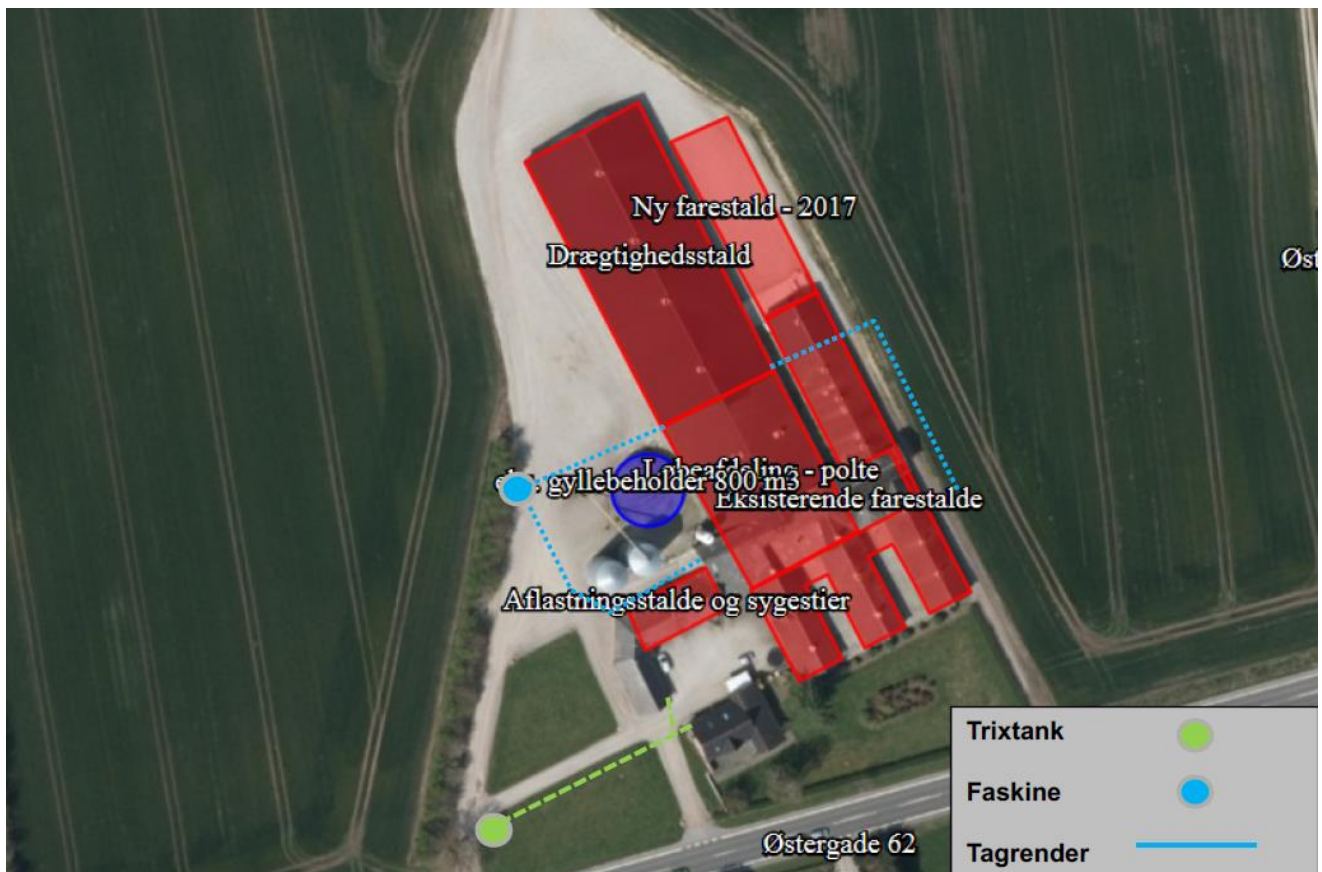 Ny farestald - 2017
Drægtighedsstald
Øst
Løbeafdeling - polte
gyllebeholder 800 m3
Eksisterende farestalde
Aflastningsstalde og sygestier
Østergade 62
Trixtank
Faskine
Tagrender